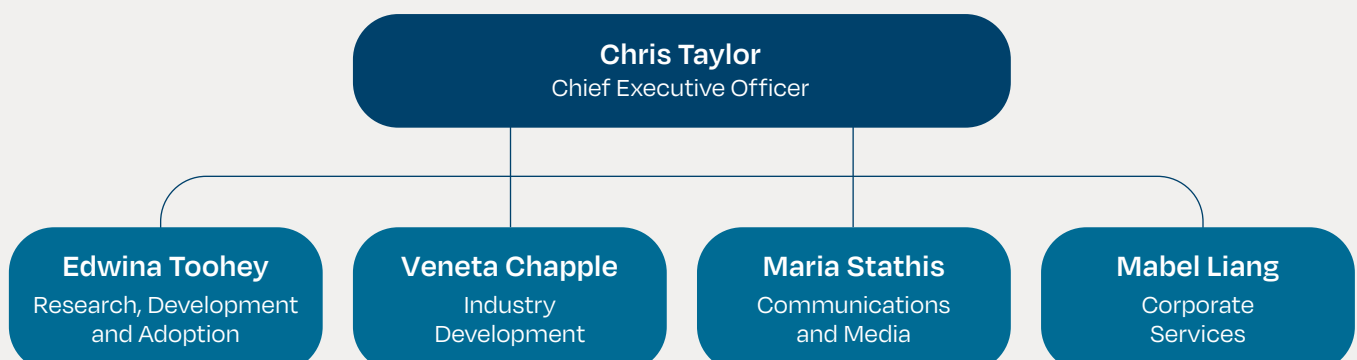 Chris Taylor
Chief Executive Officer
Edwina Toohey
Research, Development
and Adoption
Veneta Chapple
Industry
Development
Maria Stathis
Communications
and Media
Mabel Liang
Corporate
Services